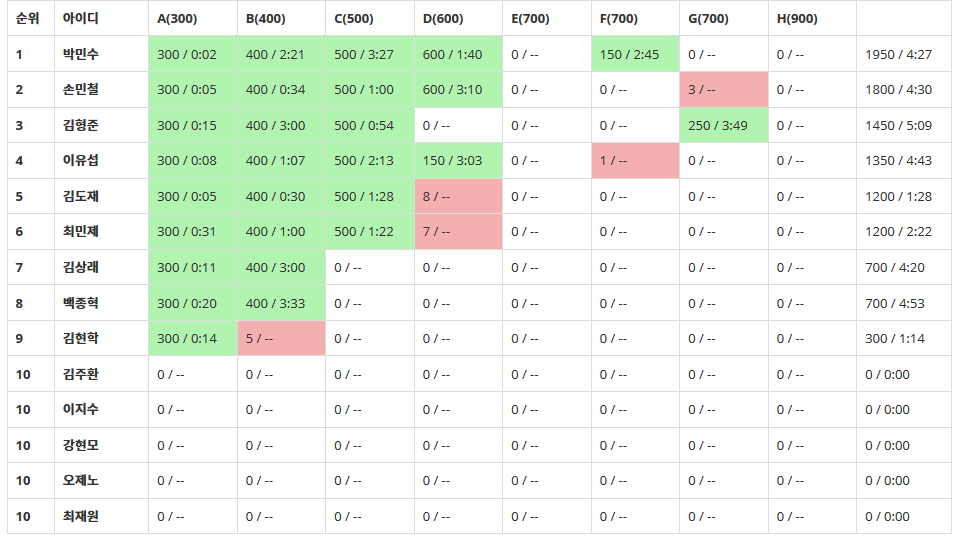 순위 아이디 A(300) B(400) C(500) D(600) E(700) F(700) G(700) H(900)
1 박민수 300 / 0:02 400 / 2:21 500 / 3:27 600 / 1:40 0 / -- 150 / 2:45 0 / -- 0 / -- 1950 / 4:27
2 손민철 300 / 0:05 400 / 0:34 500 / 1:00 600 / 3:10 0 / -- 0 / -- 3 / -- 0 / -- 1800 / 4:30
3 김형준 300 / 0:15 400 / 3:00 500 / 0:54 0 / -- 0 / -- 0 / -- 250 / 3:49 0 / -- 1450 / 5:09
4 이유섭 300 / 0:08 400 / 1:07 500 / 2:13 150 / 3:03 0 / -- 1 / -- 0 / -- 0 / -- 1350 / 4:43
5 김도재 300 / 0:05 400 / 0:30 500 / 1:28 8 / -- 0 / -- 0 / -- 0 / -- 0 / -- 1200 / 1:28
6 최민제 300 / 0:31 400 / 1:00 500 / 1:22 7 / -- 0 / -- 0 / -- 0 / -- 0 / -- 1200 / 2:22
7 김상래 300 / 0:11 400 / 3:00 0 / -- 0 / -- 0 / -- 0 / -- 0 / -- 0 / -- 700 / 4:20
8 백종혁 300 / 0:20 400 / 3:33 0 / -- 0 / -- 0 / -- 0 / -- 0 / -- 0 / -- 700 / 4:53
9 김현학 300 / 0:14 5 / -- 0 / -- 0 / -- 0 / -- 0 / -- 0 / -- 0 / -- 300 / 1:14
10 김주환 0 / -- 0 / -- 0 / -- 0 / -- 0 / -- 0 / -- 0 / -- 0 / -- 0 / 0:00
10 이지수 0 / -- 0 / -- 0 / -- 0 / -- 0 / -- 0 / -- 0 / -- 0 / -- 0 / 0:00
10 강현모 0 / -- 0 / -- 0 / -- 0 / -- 0 / -- 0 / -- 0 / -- 0 / -- 0 / 0:00
10 오제노 0 / -- 0 / -- 0 / -- 0 / -- 0 / -- 0 / -- 0 / -- 0 / -- 0 / 0:00
10 최재원 0 / -- 0 / -- 0 / -- 0 / -- 0 / -- 0 / -- 0 / -- 0 / -- 0 / 0:00